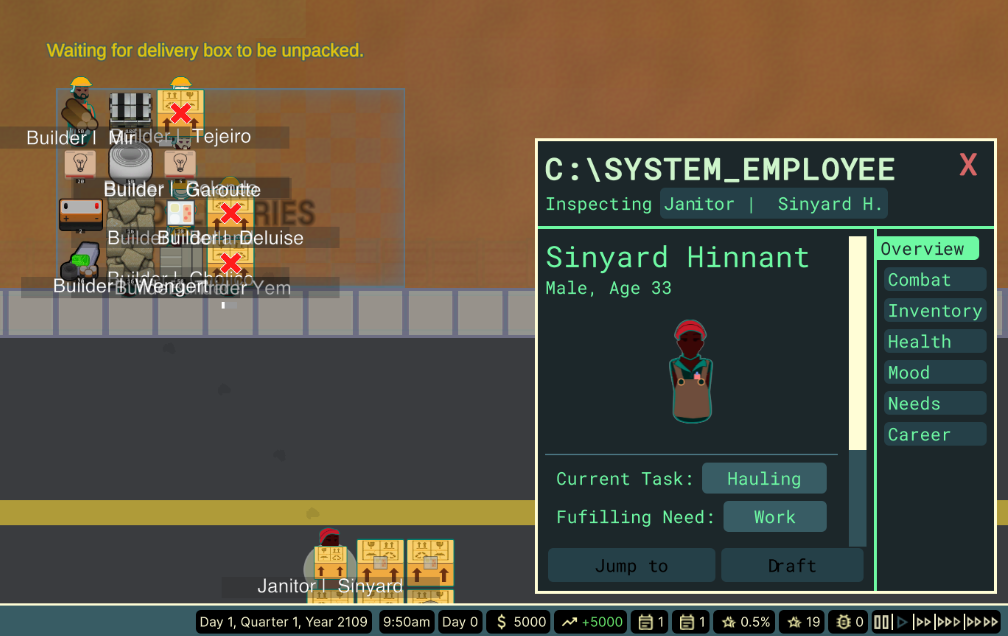 Waiting for delivery box to be unpacked.
Builder | Mir
Builder | Tejeiro
Builder | Garoutte
Builder | Deluise
Builder | Wengert
Yem
C:\SYSTEM_EMPLOYEE
X
Inspecting Janitor | Sinyard H.
Sinyard Hinnant
Male, Age 33
Current Task: Hauling
Fufilling Need: Work
Jump to
Draft
Overview
Combat
Inventory
Health
Mood
Needs
Career
Janitor | Sinyard
Day 1, Quarter 1, Year 2109
9:50am
Day 0
$ 5000
+5000
1
1
0.5%
19
0